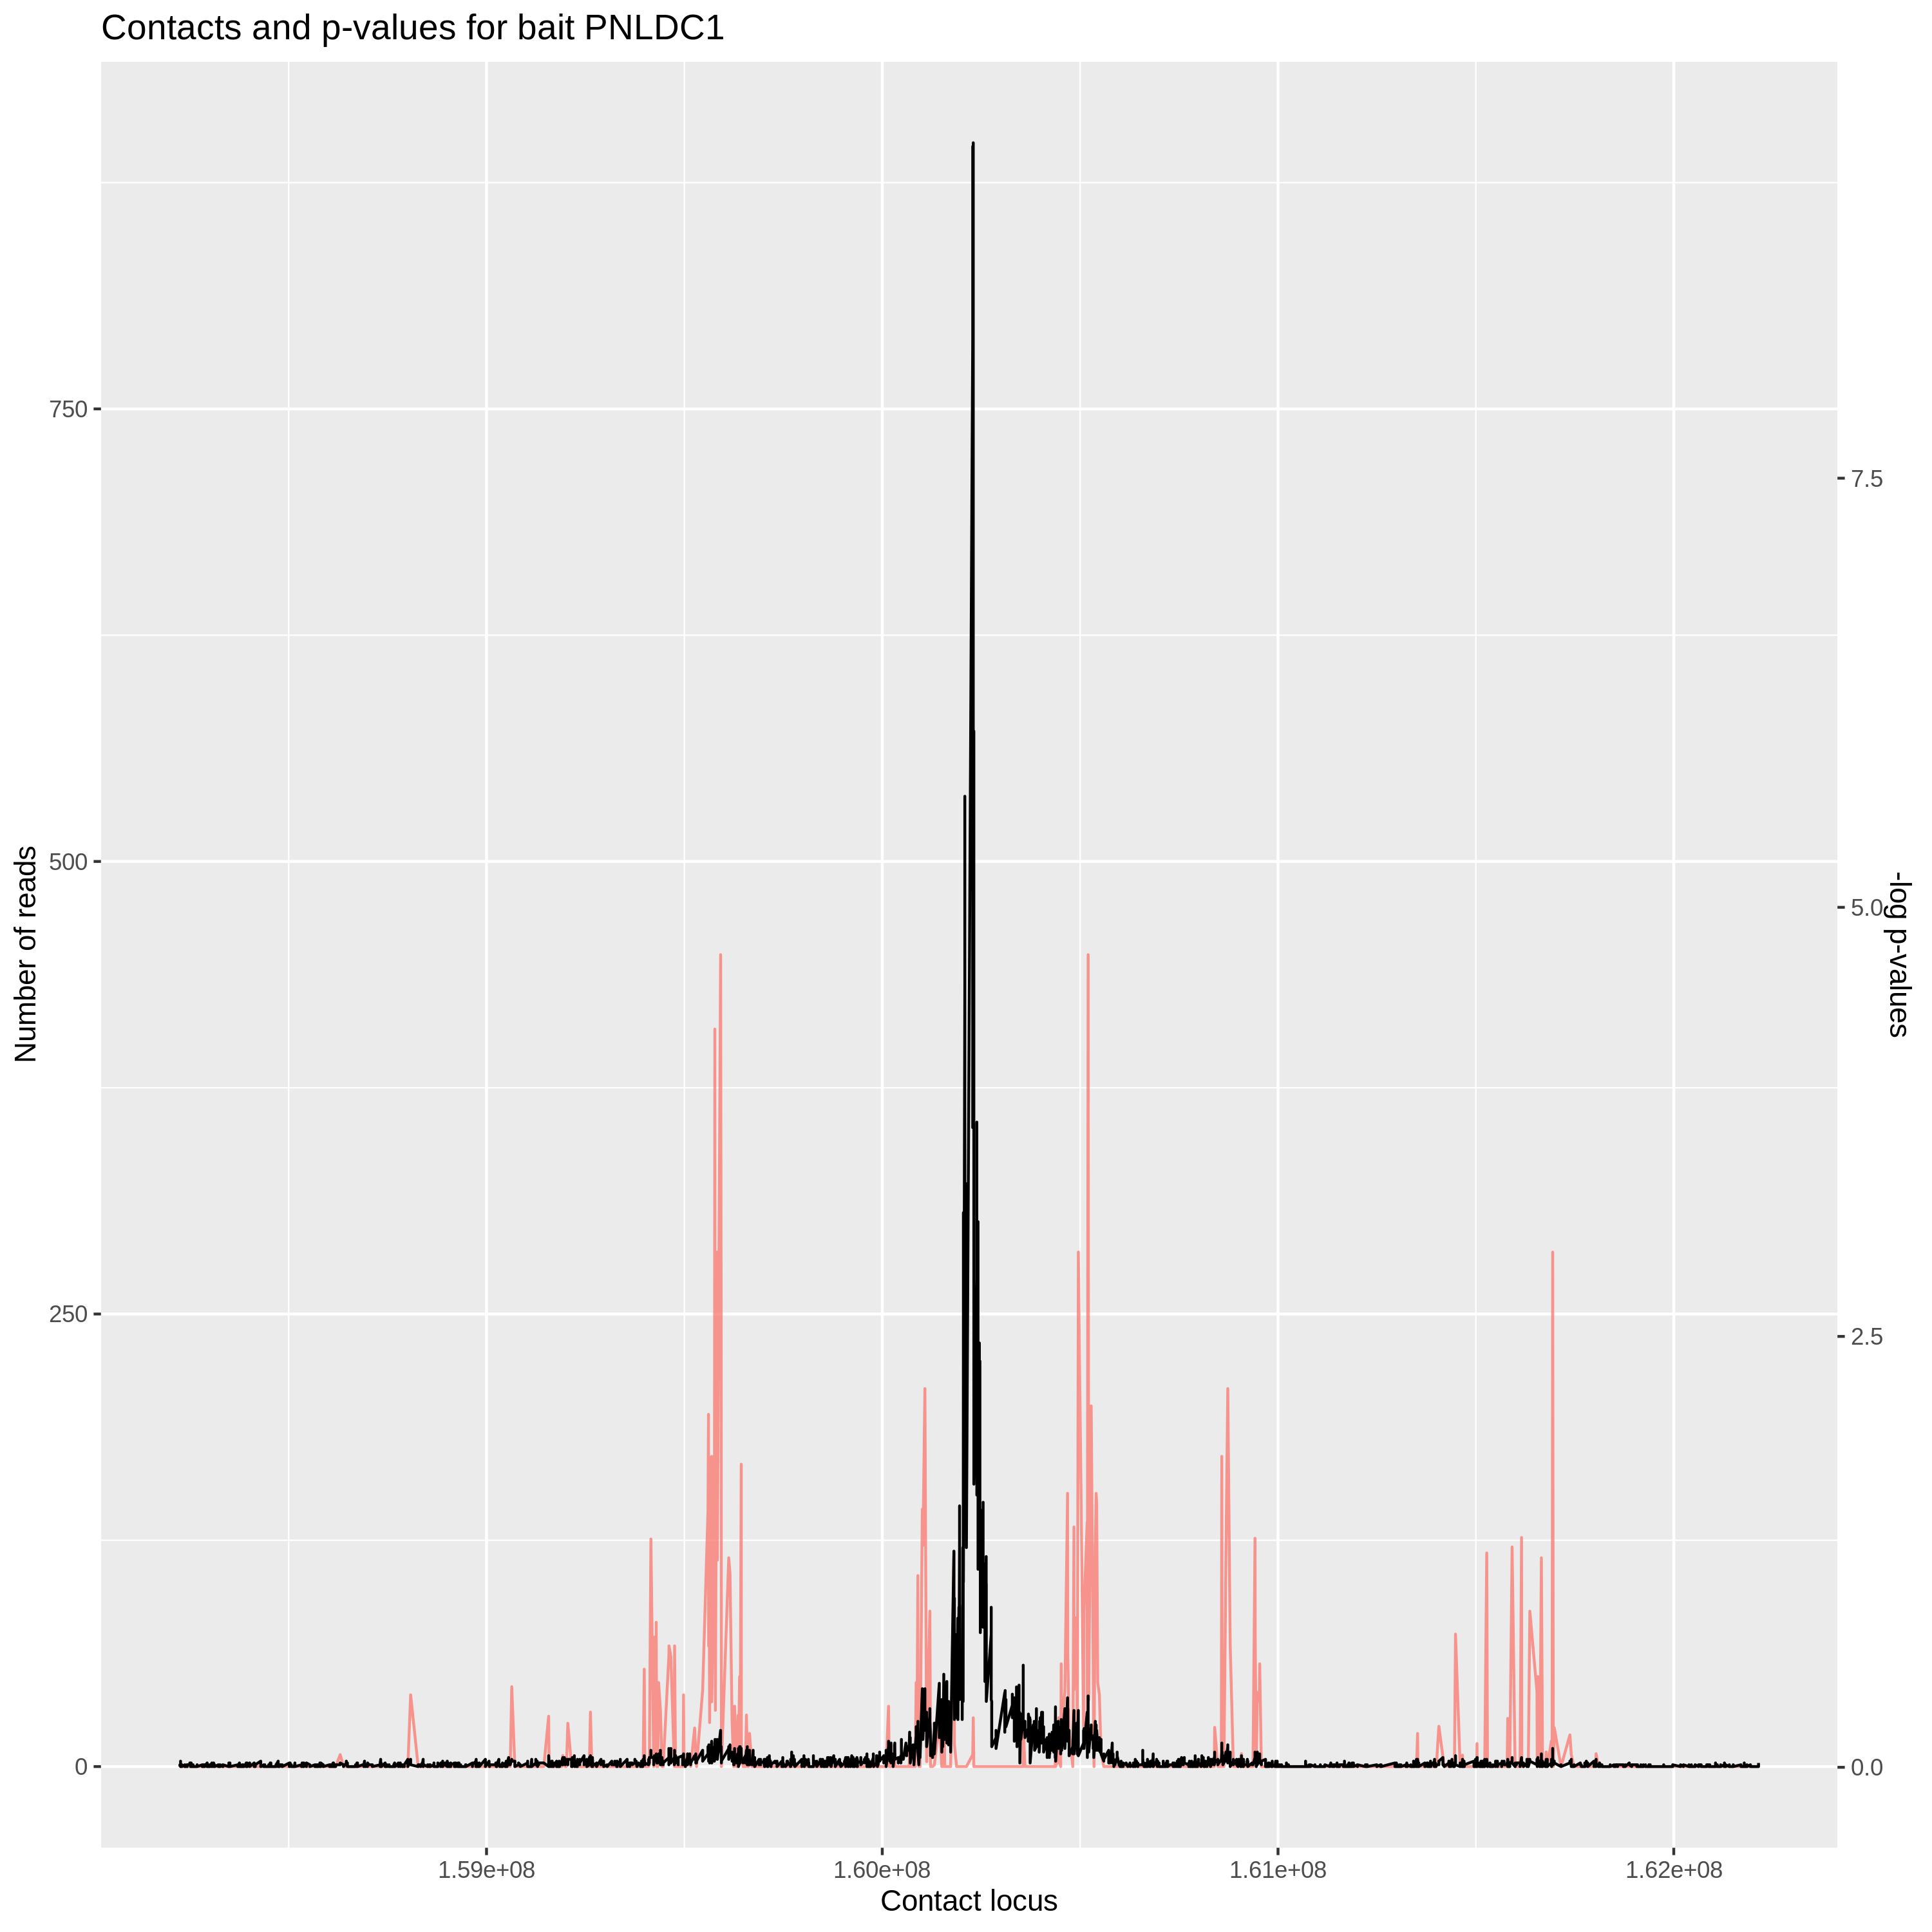 Contacts and p-values for bait PNLDC1
750
500
250
0
Number of reads
7.5
5.0
2.5
0.0
-log p-values
1.59e+08
1.60e+08
1.61e+08
1.62e+08
Contact locus